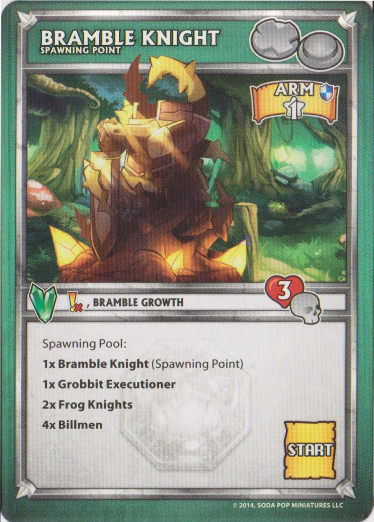 BRAMBLE KNIGHT
SPAWNING POINT
ARM
1
, BRAMBLE GROWTH
3
Spawning Pool:
1x Bramble Knight (Spawning Point)
1x Grobbit Executioner
2x Frog Knights
4x Billmen
START
© 2014, SODA POP MINIATURES LLC